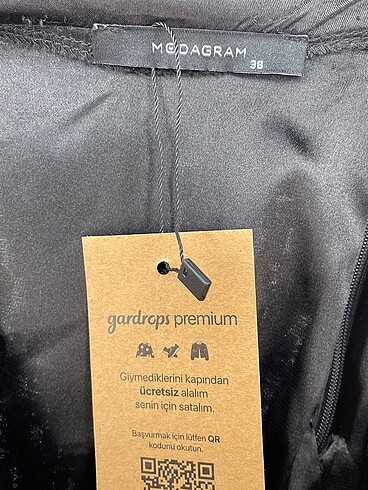 MODAGRAM
38
gardrops premium
Giymediklerini kapından
ücretsiz alalım
senin için satalım.
Başvurmak için lütfen QR
kodunu okutun.